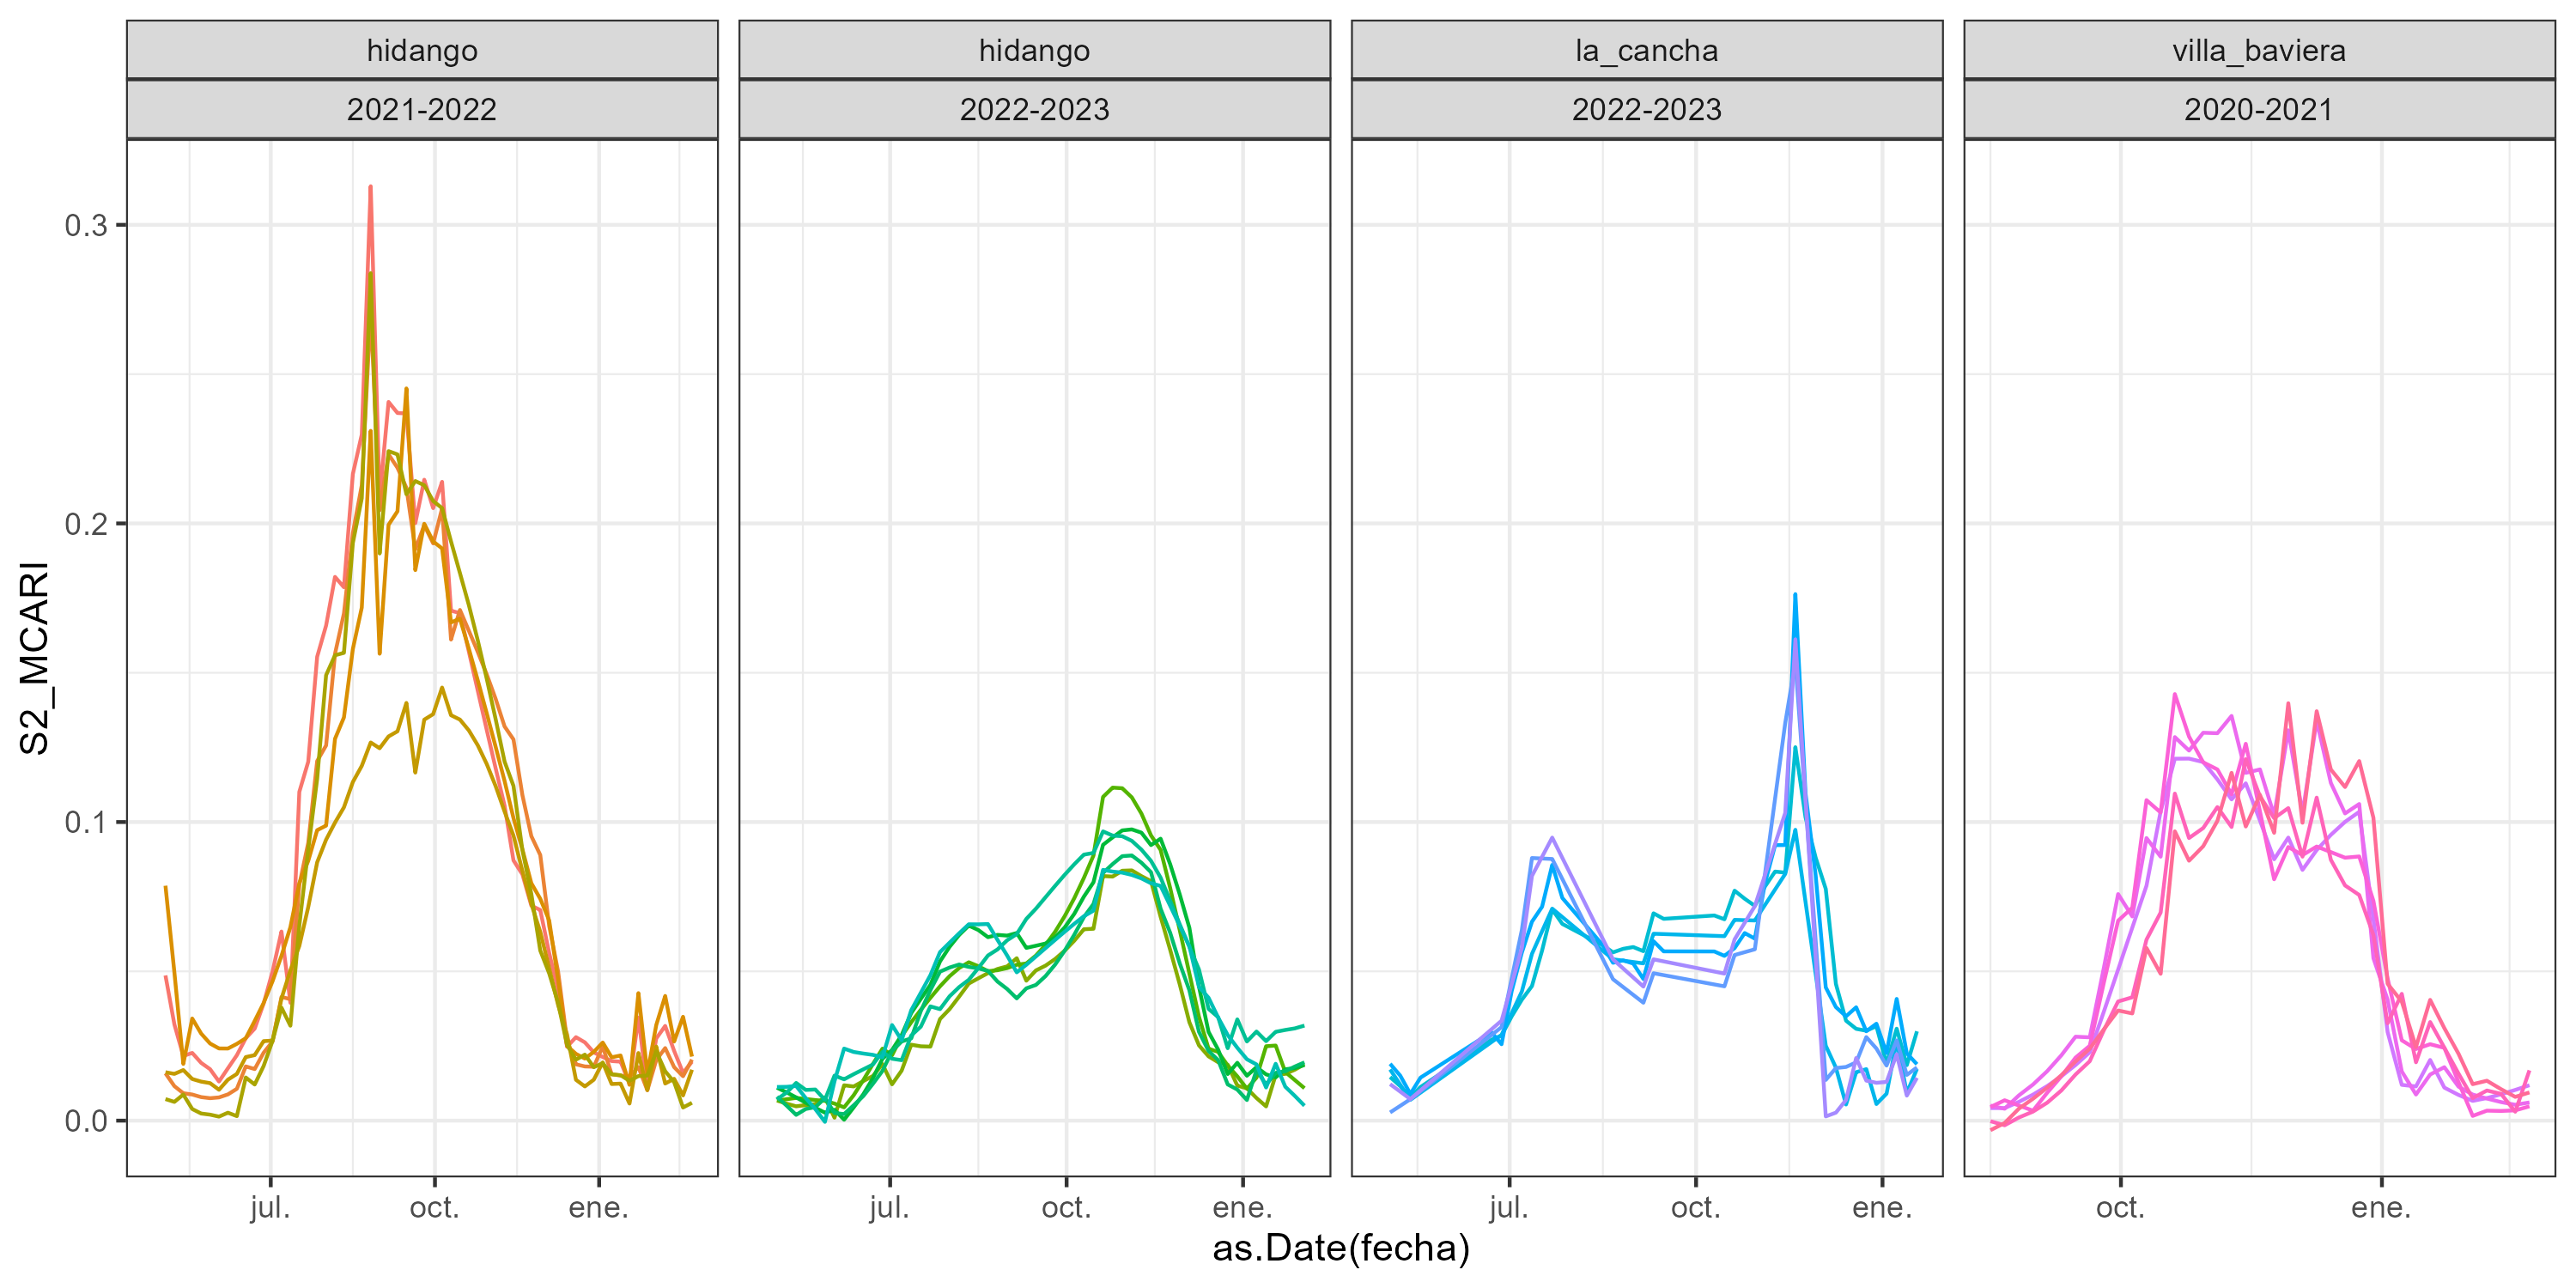 hidango hidango la_cancha villa_baviera
2021-2022 2022-2023 2022-2023 2020-2021
0.3
0.2
0.1
0.0
S2_MCARI
jul. oct. ene. jul. oct. ene. jul. oct. ene. oct. ene.
as.Date(fecha)